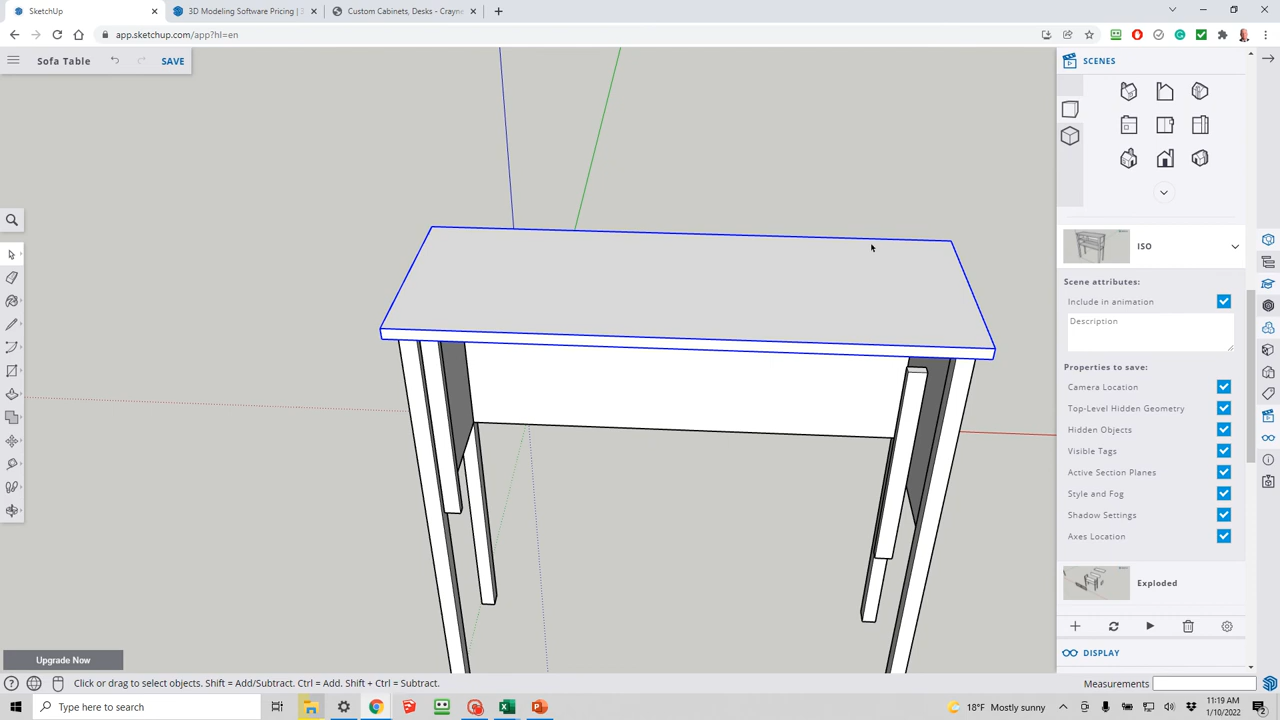 SketchUp
3D Modeling Software Pricing |
Custom Cabinets, Desks - Crayne
app.sketchup.com/app?hl=en
Sofa Table
SAVE
SCENES
ISO
Scene attributes:
Include in animation
Description
Properties to save:
Camera Location
Top-Level Hidden Geometry
Hidden Objects
Visible Tags
Active Section Planes
Style and Fog
Shadow Settings
Axes Location
Exploded
DISPLAY
Upgrade Now
Click or drag to select objects. Shift = Add/Subtract. Ctrl = Add. Shift + Ctrl = Subtract.
Measurements
Type here to search
18°F Mostly sunny
11:19 AM
1/10/2022